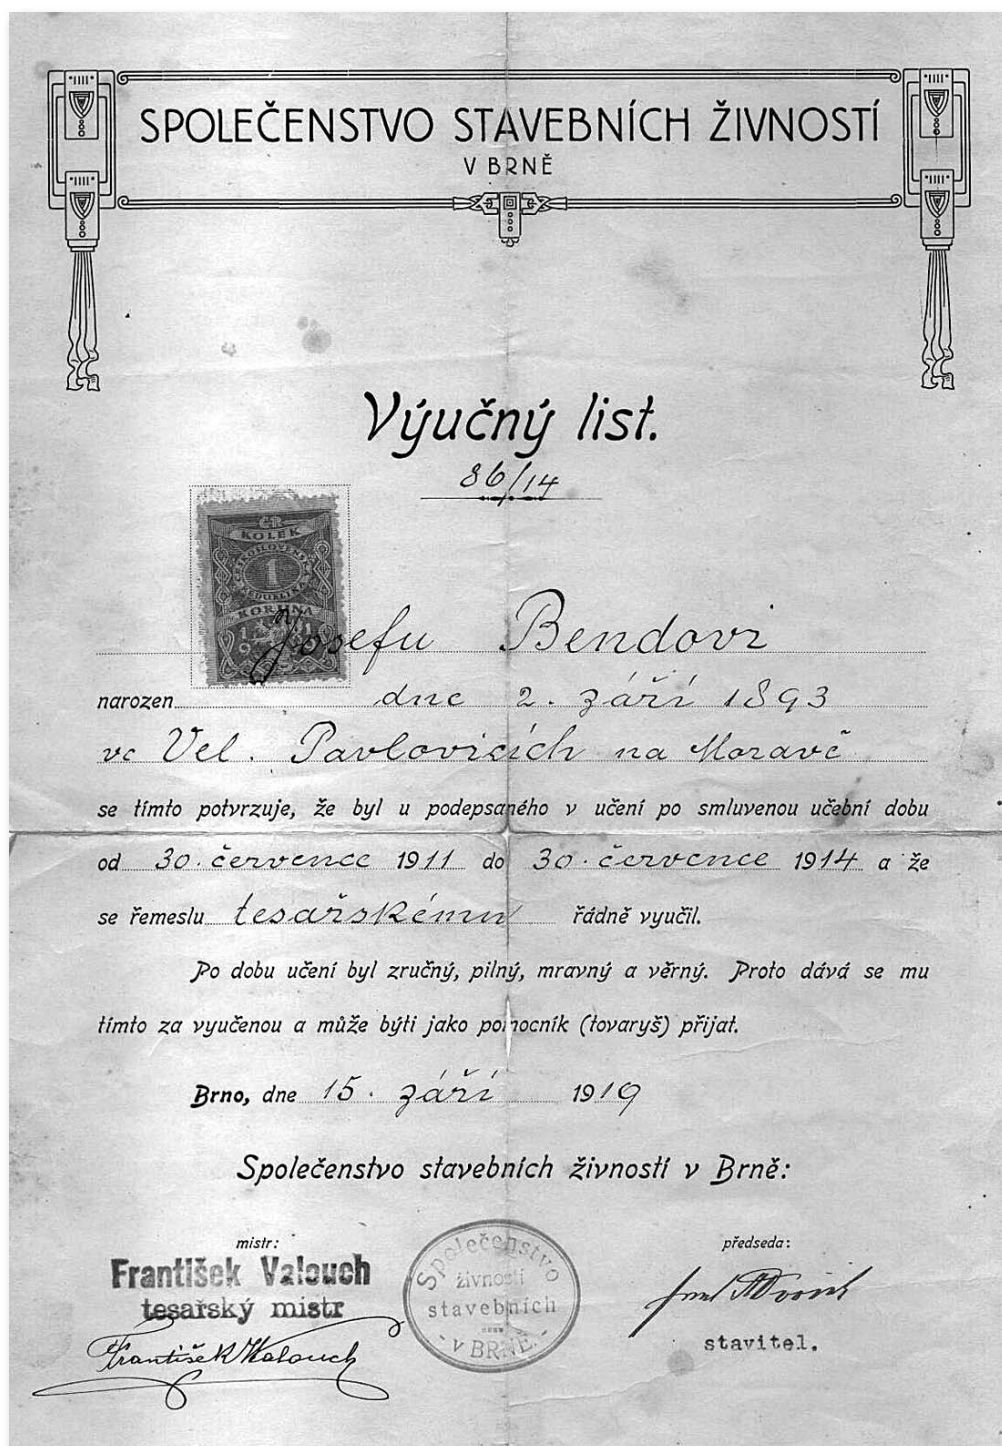 SPOLEČENSTVO STAVEBNÍCH ŽIVNOSTÍ
V BRNĚ
Výučný list.
86/14
ČR
KOLEK
1
KORUNA
Josefu Bendovi
narozen dne 2. září 1893
ve Vel. Pavlovicích na Moravě
se tímto potvrzuje, že byl u podepsaného v učení po smluvenou učební dobu
od 30. července 1911 do 30. července 1914 a že
se řemeslu tesařskému řádně vyučil.
Po dobu učení byl zručný, pilný, mravný a věrný. Proto dává se mu
tímto za vyučenou a může býti jako pomocník (tovaryš) přijat.
Brno, dne 15. září 1919
Společenstvo stavebních živností v Brně:
mistr:
předseda:
František Valouch
tesařský mistr
František Valouch
Společenstvo
živností
stavebních
V BRNĚ
stavitel.